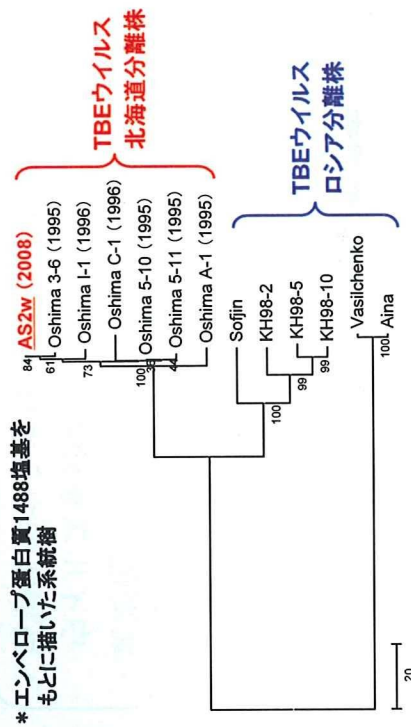 *エンベロープ蛋白質1488塩基を
もとに描いた系統樹
AS2w (2008)
Oshima 3-6 (1995)
Oshima I-1 (1996)
Oshima C-1 (1996)
Oshima 5-10 (1995)
Oshima 5-11 (1995)
Oshima A-1 (1995)
Sofjin
KH98-2
KH98-5
KH98-10
Vasilchenko
Aina
TBEウイルス
北海道分離株
TBEウイルス
ロシア分離株
84
61
73
100
44
100
99
99
100
20